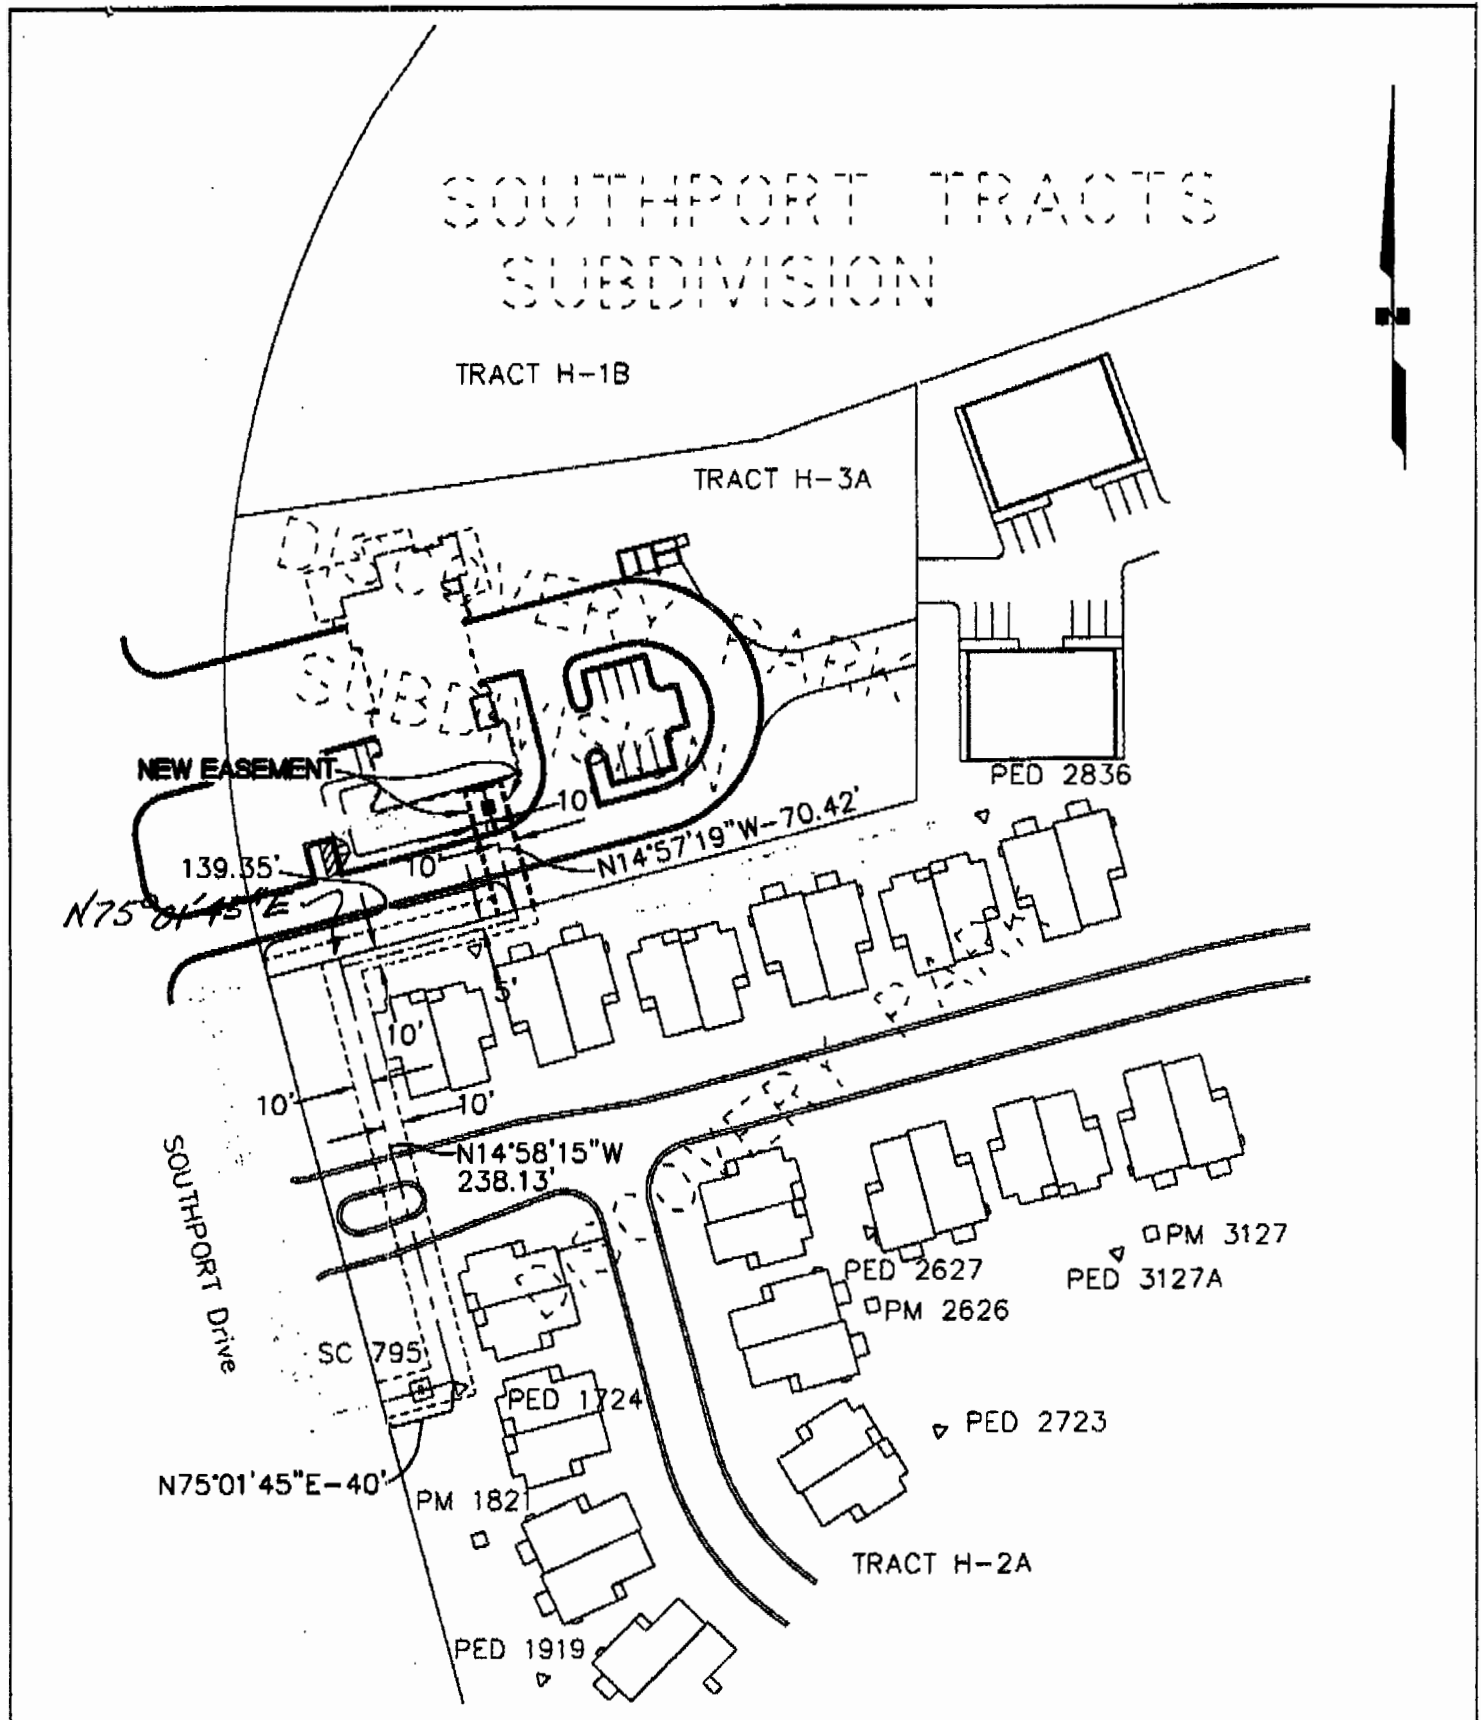 SOUTHPORT TRACTS
SUBDIVISION
TRACT H-1B
TRACT H-3A
NEW EASEMENT
PED 2836
10'
N14°57'19"W-70.42'
10'
139.35'
N75°01'45"E
5'
10'
10'
10'
N14°58'15"W
238.13'
SOUTHPORT Drive
PM 3127
PED 2627
PED 3127A
PM 2626
SC 795
PED 1724
PED 2723
N75°01'45"E-40'
PM 1821
TRACT H-2A
PED 1919
N